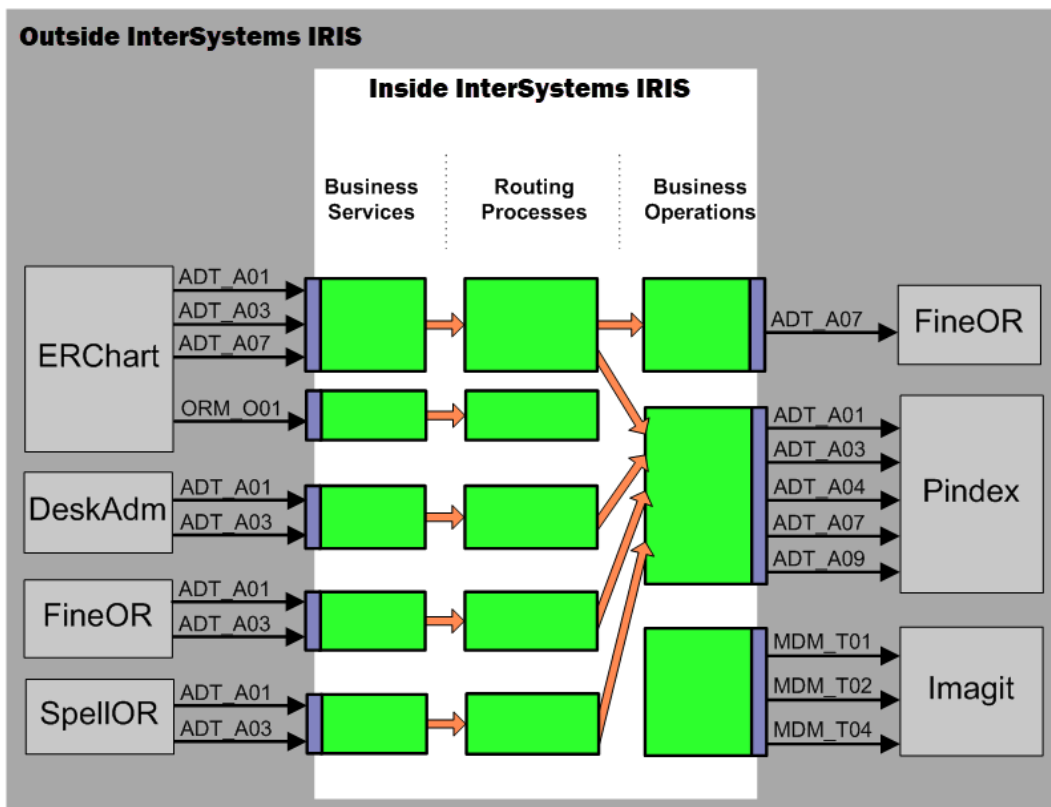 Outside InterSystems IRIS
Inside InterSystems IRIS
Business
Services
Routing
Processes
Business
Operations
ERChart
ADT_A01
ADT_A03
ADT_A07
ORM_O01
DeskAdm
ADT_A01
ADT_A03
FineOR
ADT_A01
ADT_A03
SpellOR
ADT_A01
ADT_A03
ADT_A07
FineOR
ADT_A01
ADT_A03
ADT_A04
ADT_A07
ADT_A09
Pindex
MDM_T01
MDM_T02
MDM_T04
Imagit